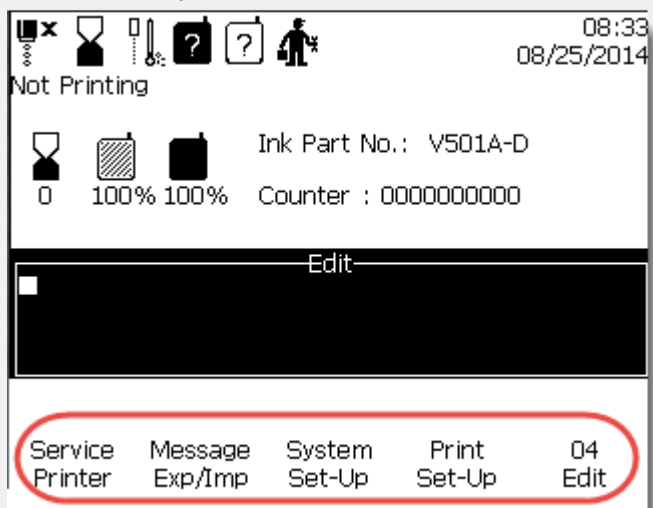 08:33
08/25/2014
Not Printing
Ink Part No.: V501A-D
0 100% 100% Counter : 0000000000
Edit
Service Message System Print 04
Printer Exp/Imp Set-Up Set-Up Edit